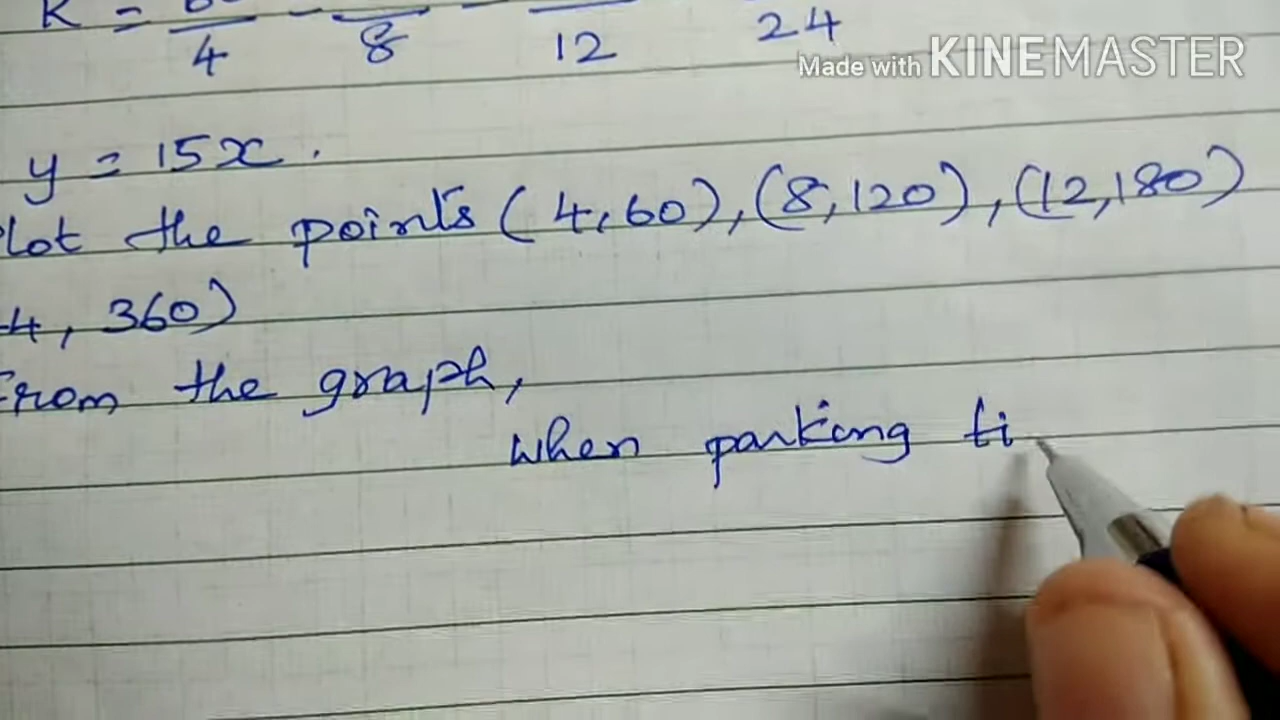 K = 4 - 8 - 12 24
Made with KINEMASTER
y = 15x.
lot the points (4,60), (8,120), (12,180)
4, 360)
From the graph,
when parking ti